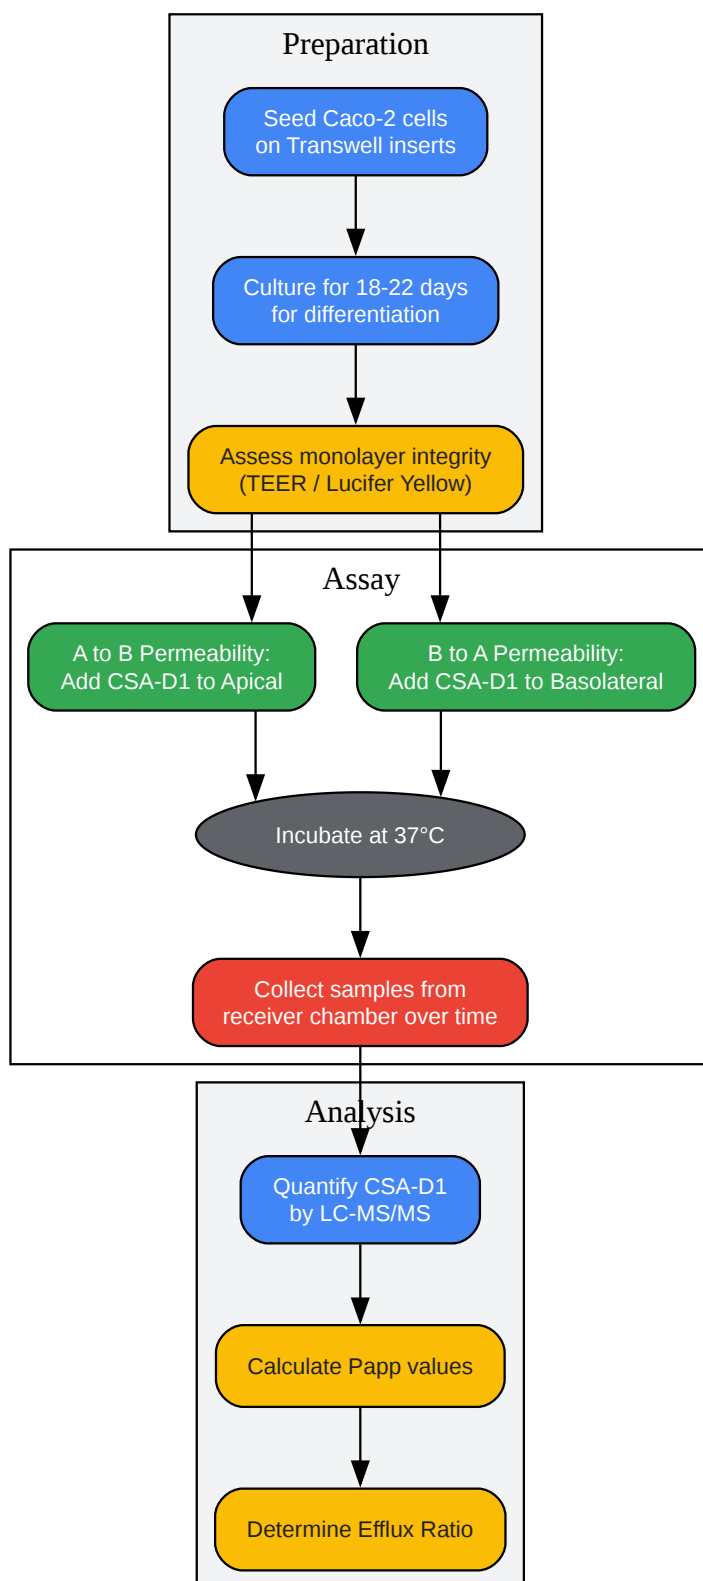 Preparation
Seed Caco-2 cells
on Transwell inserts
Culture for 18-22 days
for differentiation
Assess monolayer integrity
(TEER / Lucifer Yellow)
Assay
A to B Permeability:
Add CSA-D1 to Apical
B to A Permeability:
Add CSA-D1 to Basolateral
Incubate at 37°C
Collect samples from
receiver chamber over time
Analysis
Quantify CSA-D1
by LC-MS/MS
Calculate Papp values
Determine Efflux Ratio